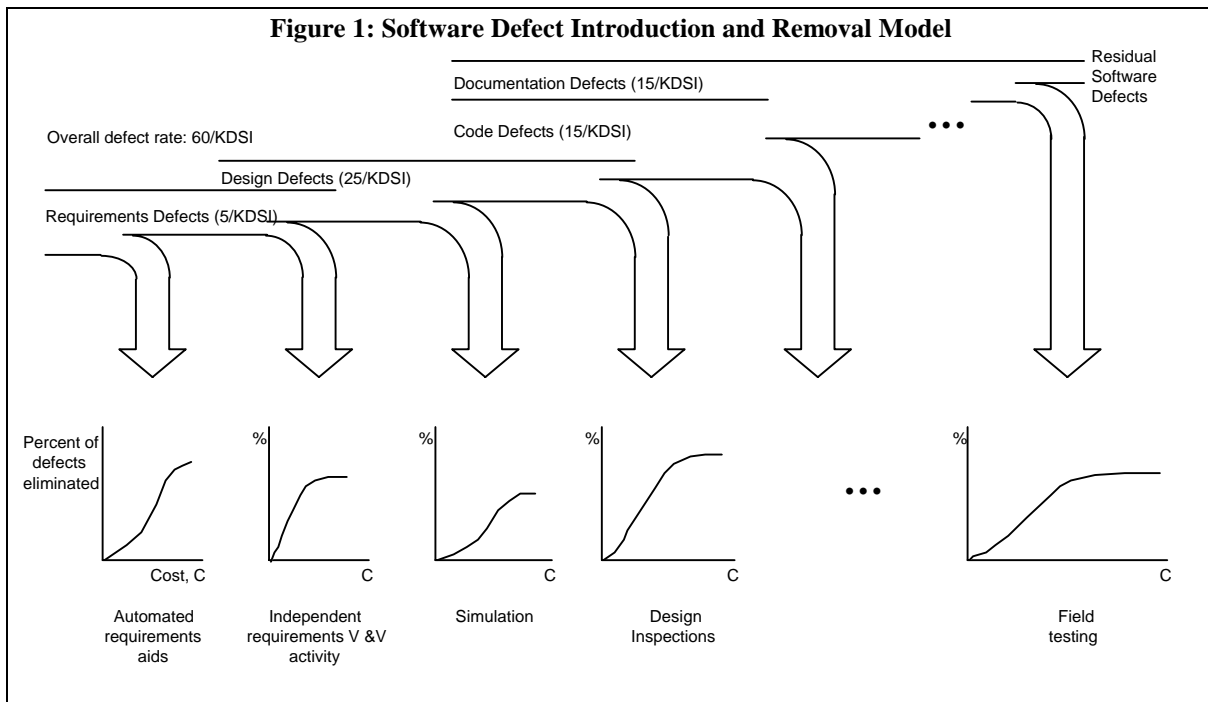 Figure 1: Software Defect Introduction and Removal Model
Residual
Software
Defects
Documentation Defects (15/KDSI)
Overall defect rate: 60/KDSI
Code Defects (15/KDSI)
Design Defects (25/KDSI)
Requirements Defects (5/KDSI)
Percent of
defects
eliminated
%
%
%
%
Cost, C
C
C
C
C
Automated
requirements
aids
Independent
requirements V &V
activity
Simulation
Design
Inspections
Field
testing